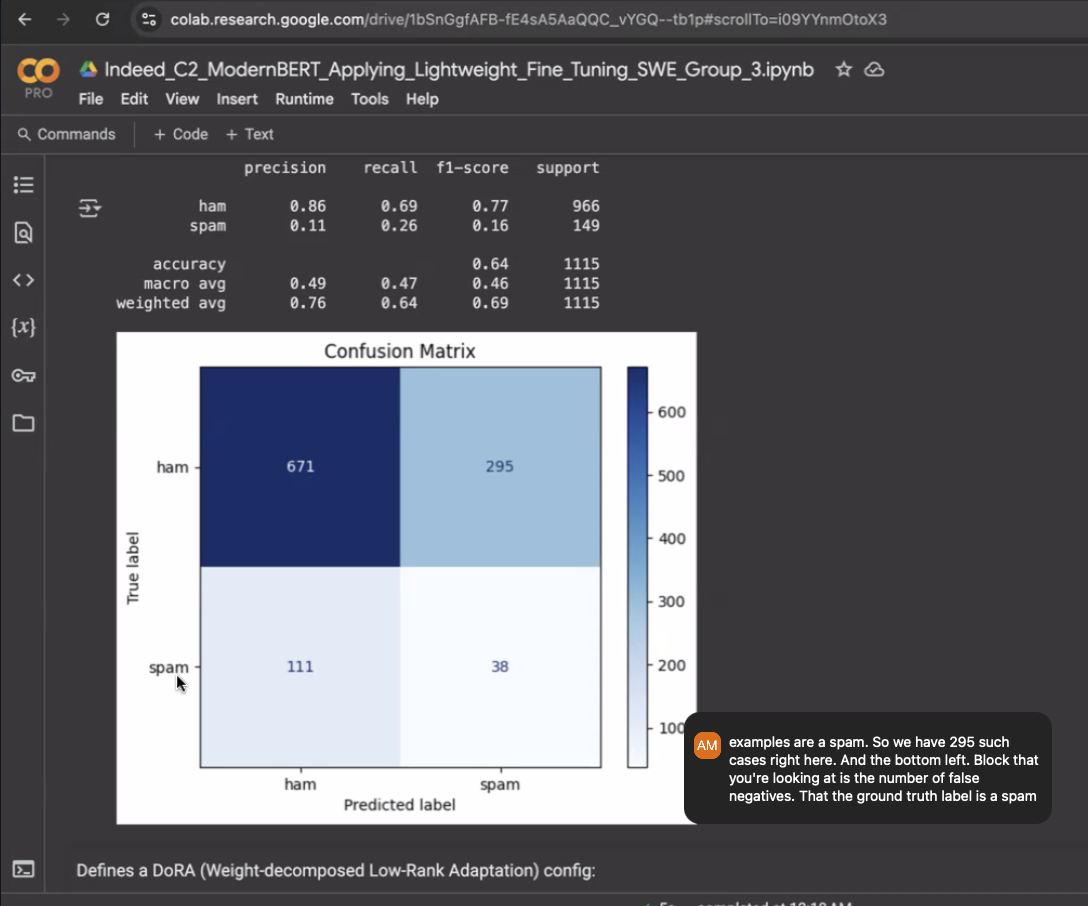 colab.research.google.com/drive/1bSnGgfAFB-fE4sA5AaQQC_vYGQ--tb1p#scrollTo=i09YYnmOtoX3
CO
PRO
Indeed_C2_ModernBERT_Applying_Lightweight_Fine_Tuning_SWE_Group_3.ipynb
File Edit View Insert Runtime Tools Help
Commands + Code + Text
precision recall f1-score support
ham 0.86 0.69 0.77 966
spam 0.11 0.26 0.16 149
accuracy 0.64 1115
macro avg 0.49 0.47 0.46 1115
weighted avg 0.76 0.64 0.69 1115
Confusion Matrix
600
ham 671 295
500
400
True label
300
200
spam 111 38
100
ham spam
Predicted label
AM
examples are a spam. So we have 295 such
cases right here. And the bottom left. Block that
you're looking at is the number of false
negatives. That the ground truth label is a spam
Defines a DoRA (Weight-decomposed Low-Rank Adaptation) config: